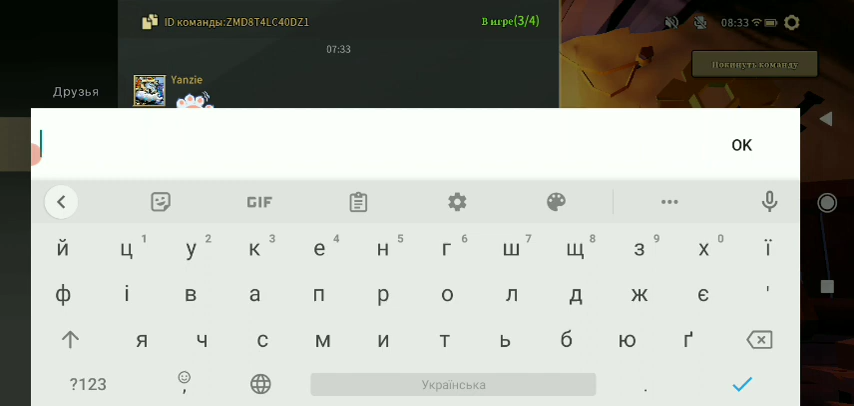 ID команды:ZMD8T4LC40DZ1
В игре(3/4)
08:33
07:33
Покинуть команду
Yanzie
Друзья
OK
GIF
й ц 1 у 2 к 3 е 4 н 5 г 6 ш 7 щ 8 з 9 х 0 ї
ф і в а п р о л д ж є '
я ч с м и т ь б ю ґ
?123 , Українська .